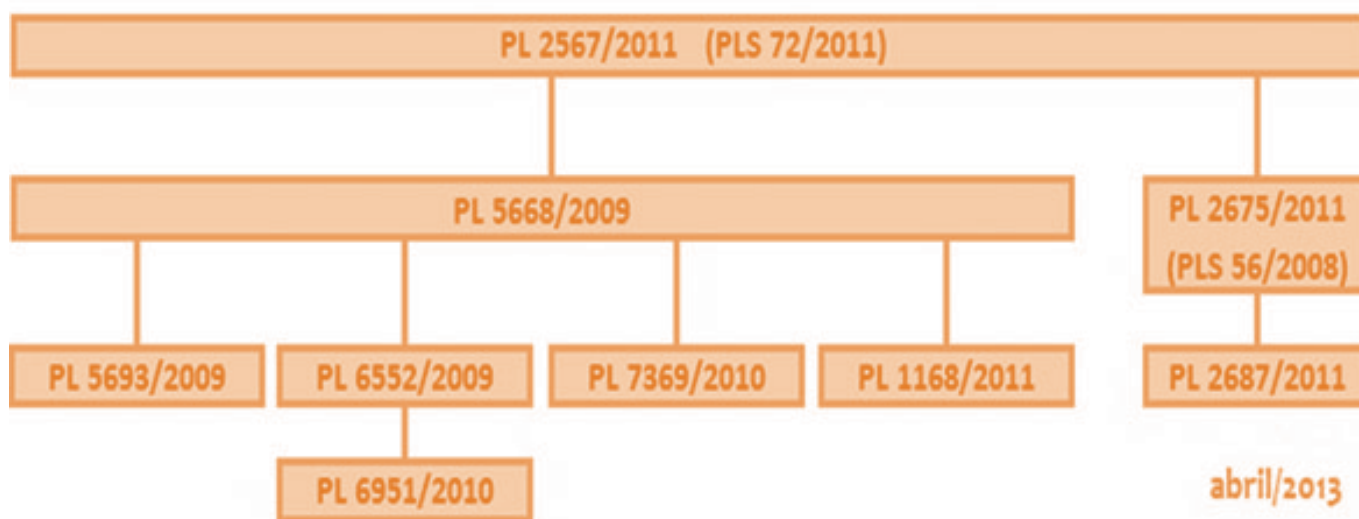 PL 2567/2011 (PLS 72/2011)
PL 5668/2009
PL 2675/2011
(PLS 56/2008)
PL 5693/2009
PL 6552/2009
PL 7369/2010
PL 1168/2011
PL 2687/2011
PL 6951/2010
abril/2013